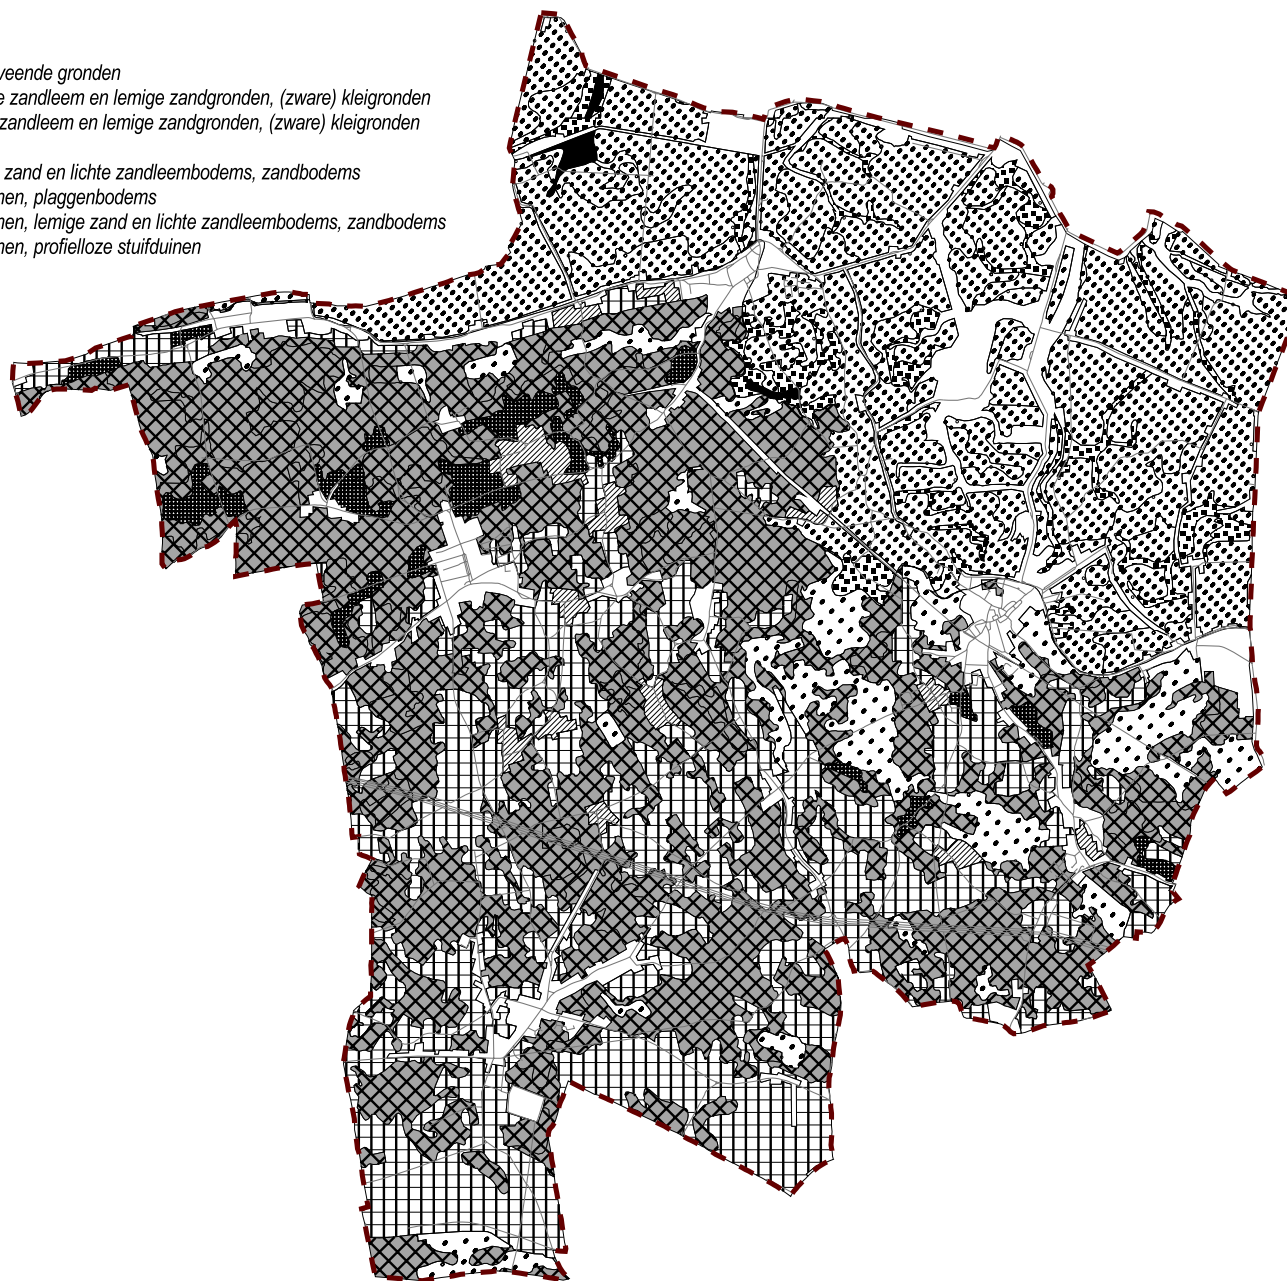 veende gronden
e zandleem en lemige zandgronden, (zware) kleigronden
zandleem en lemige zandgronden, (zware) kleigronden
zand en lichte zandleembodems, zandbodems
nen, plaggenbodems
nen, lemige zand en lichte zandleembodems, zandbodems
nen, profielloze stuifduinen